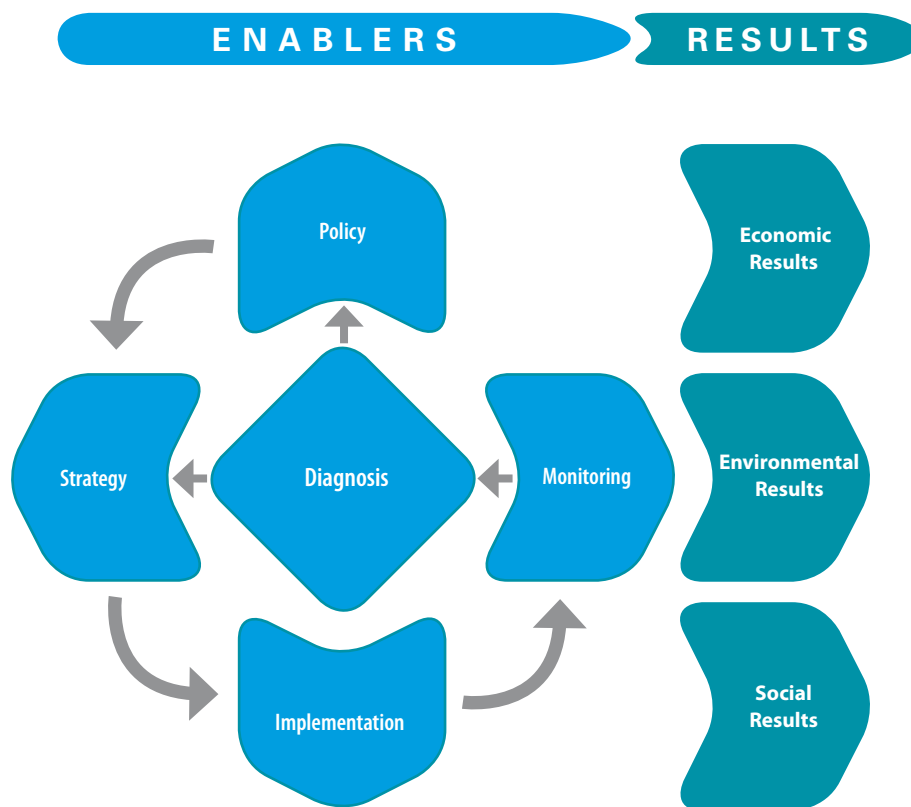 ENABLERS
RESULTS
Policy
Economic
Results
Strategy
Diagnosis
Monitoring
Environmental
Results
Implementation
Social
Results